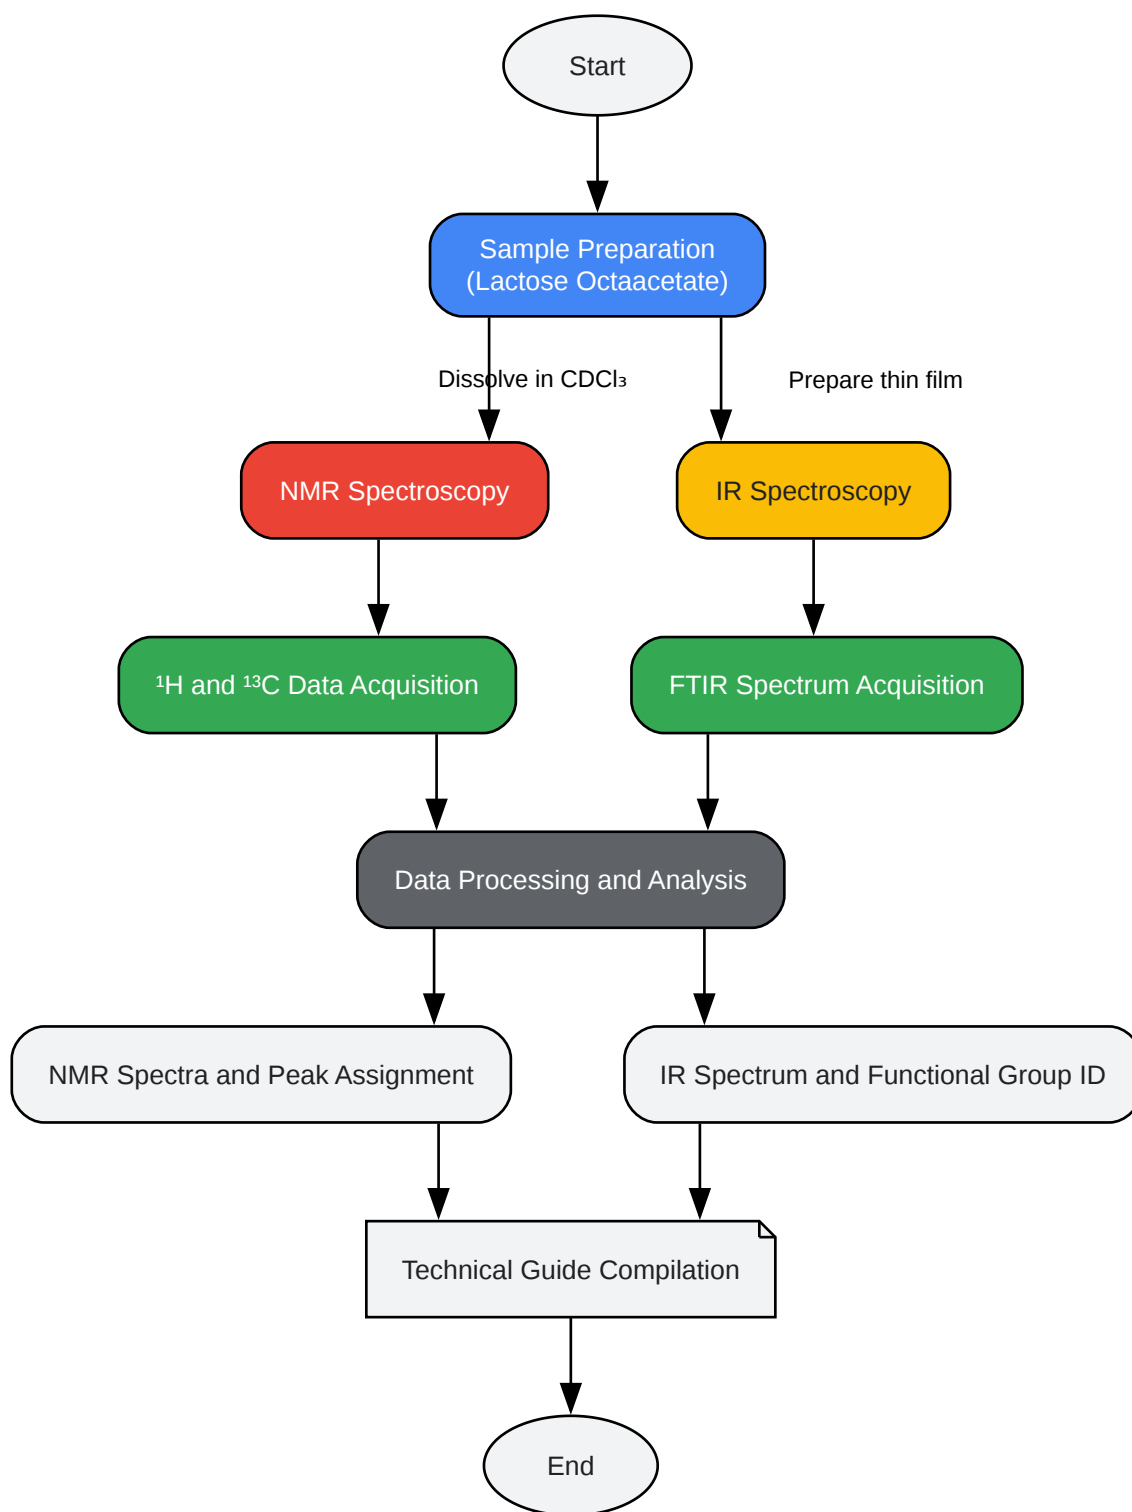 Start
Sample Preparation
(Lactose Octaacetate)
Dissolve in CDCl₃
Prepare thin film
NMR Spectroscopy
IR Spectroscopy
¹H and ¹³C Data Acquisition
FTIR Spectrum Acquisition
Data Processing and Analysis
NMR Spectra and Peak Assignment
IR Spectrum and Functional Group ID
Technical Guide Compilation
End